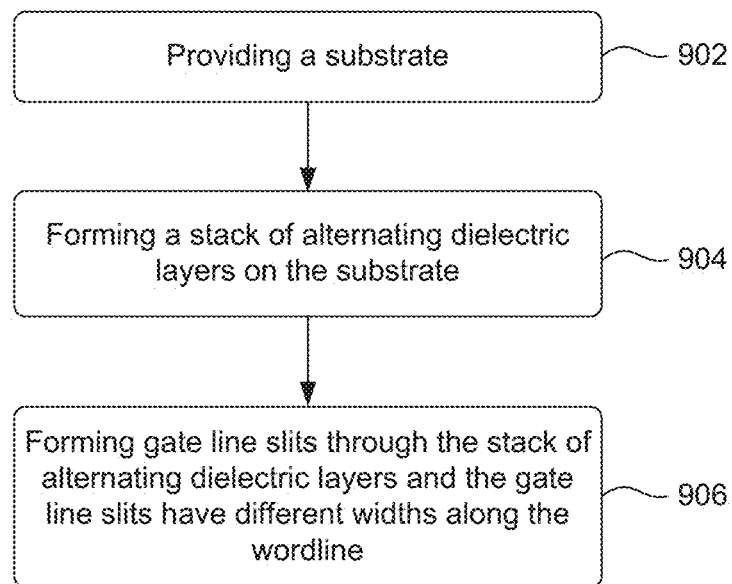 Providing a substrate
902
Forming a stack of alternating dielectric
layers on the substrate
904
Forming gate line slits through the stack of
alternating dielectric layers and the gate
line slits have different widths along the
wordline
906